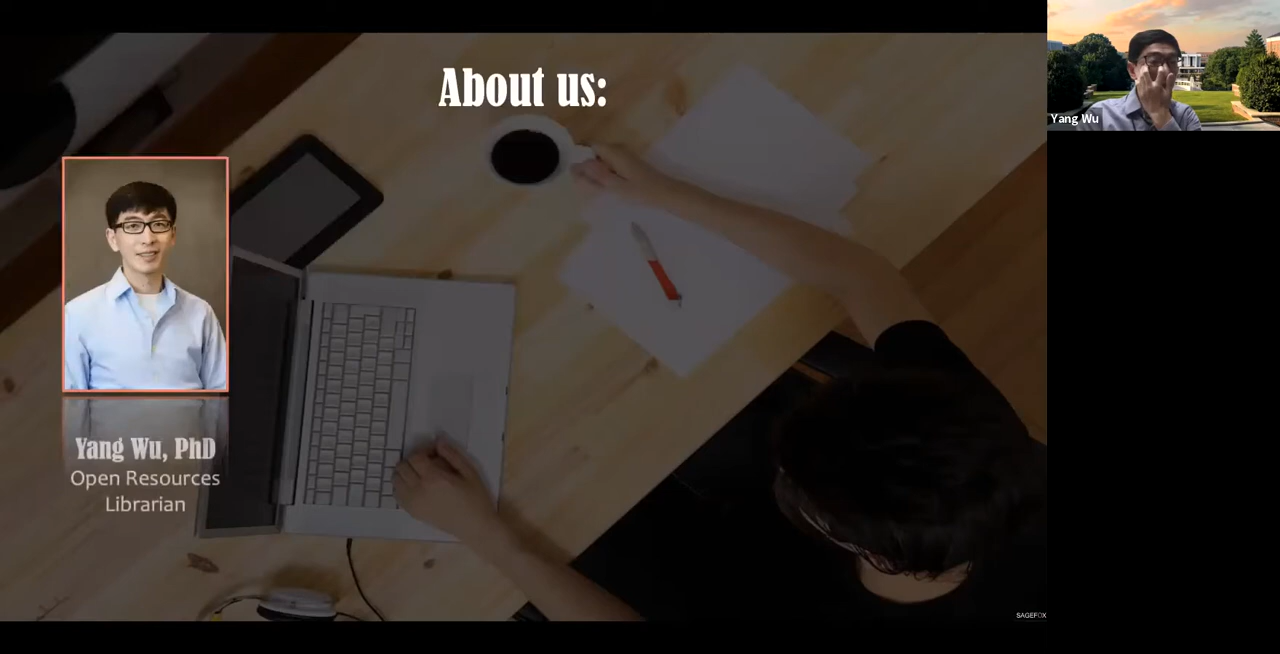 About us:
Yang Wu
Yang Wu, PhD
Open Resources
Librarian
SAGEFOX